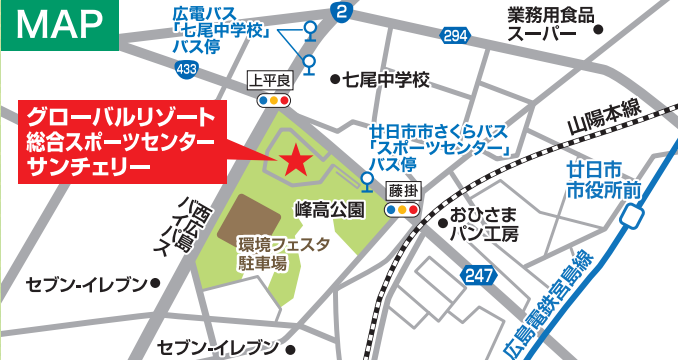 MAP
広電バス
「七尾中学校」
バス停
2
433
294
業務用食品
スーパー
上平良
七尾中学校
グローバルリゾート
総合スポーツセンター
サンチェリー
廿日市市さくらバス
「スポーツセンター」
バス停
山陽本線
廿日市
市役所前
藤掛
峰高公園
おひさま
パン工房
西広島
バイパス
環境フェスタ
駐車場
247
広島電鉄宮島線
セブン-イレブン
セブン-イレブン